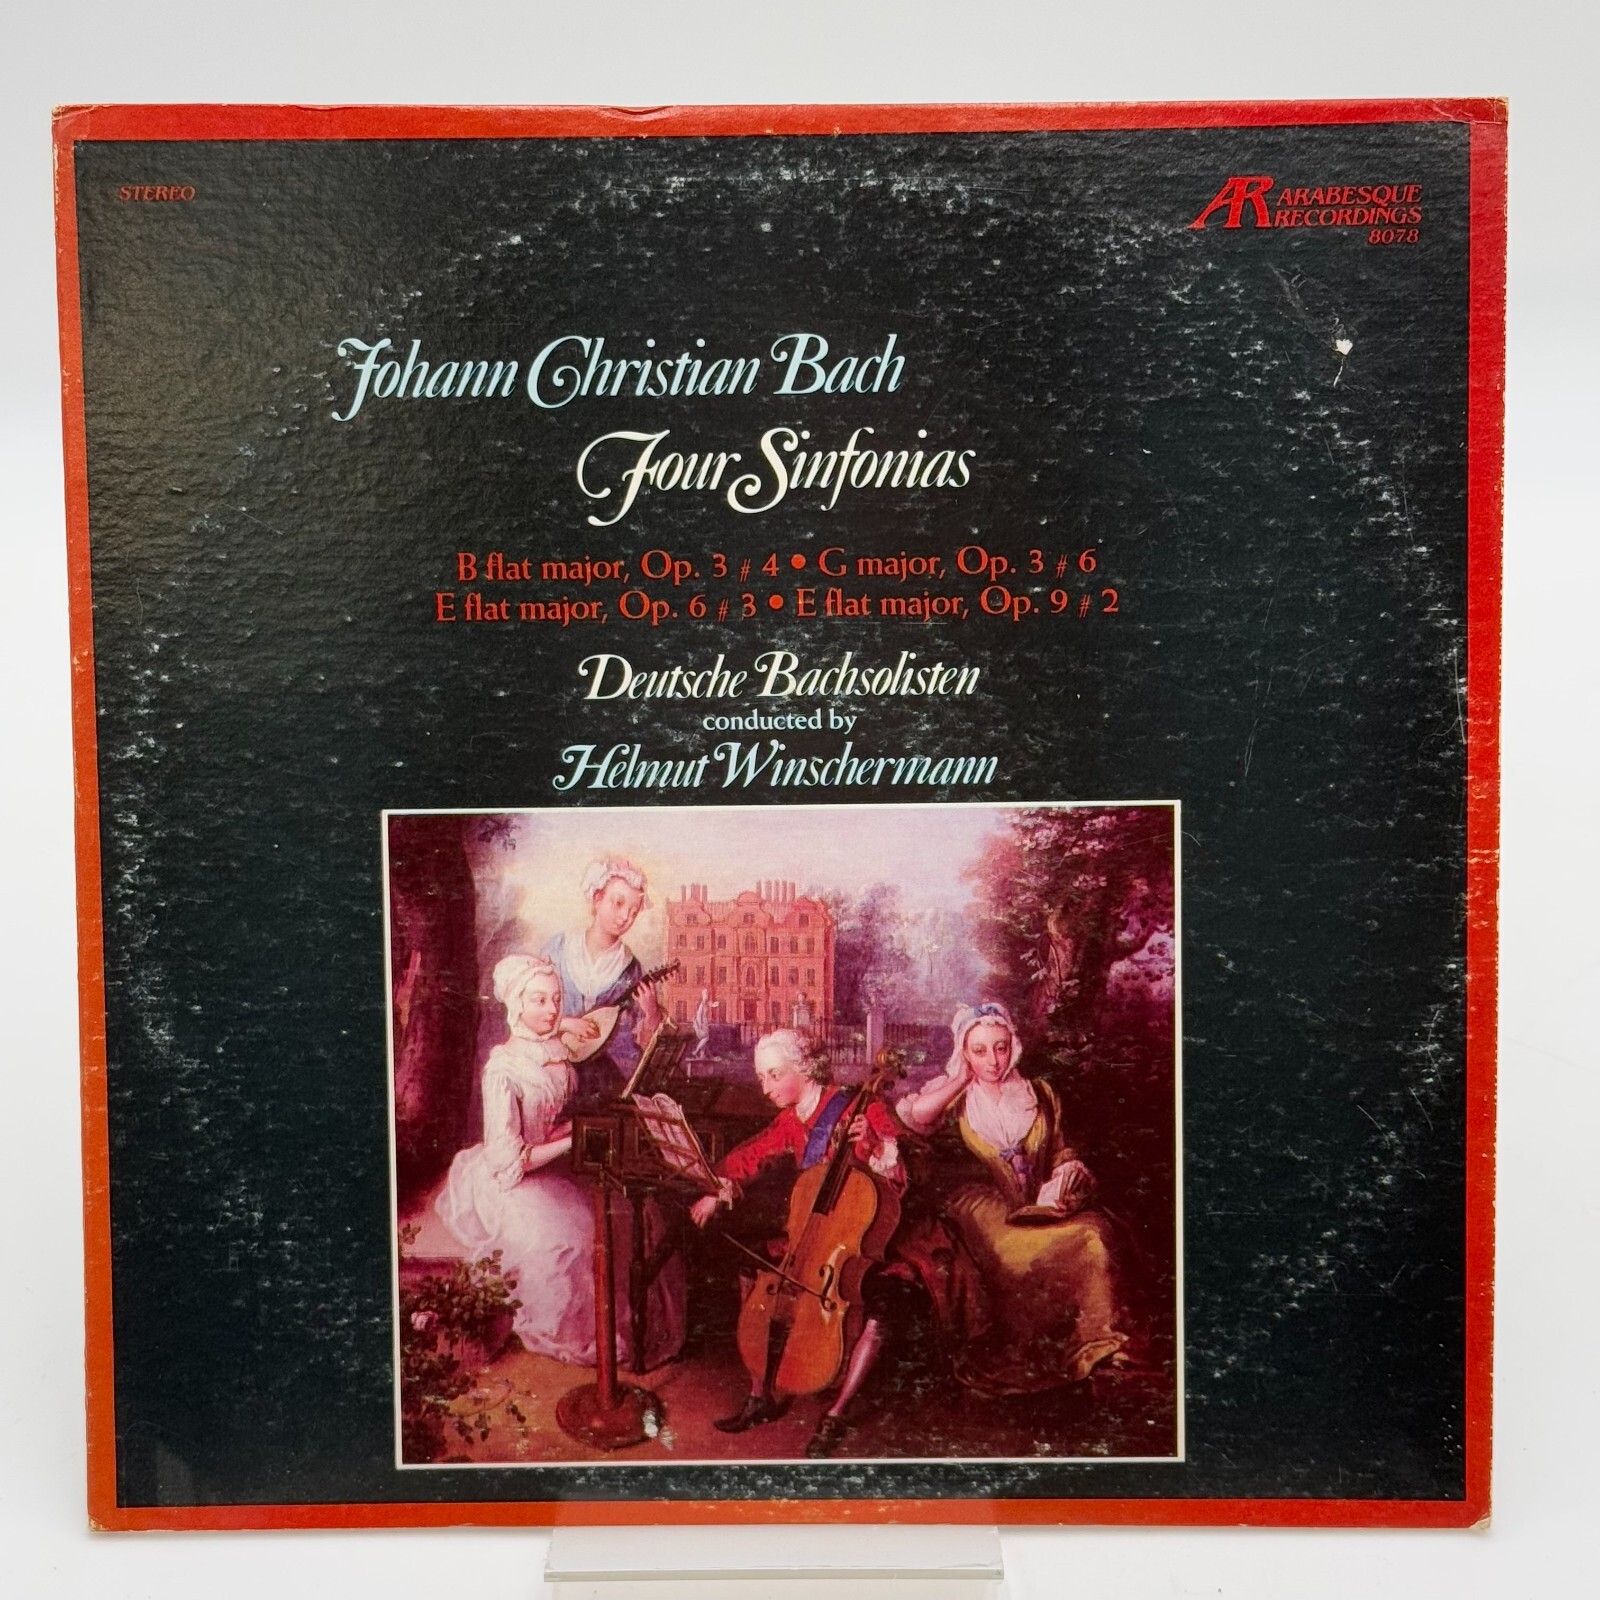 STEREO
AR ARABESQUE
RECORDINGS
8078
Johann Christian Bach
Four Sinfonias
B flat major, Op. 3 # 4 • G major, Op. 3 # 6
E flat major, Op. 6 # 3 • E flat major, Op. 9 # 2
Deutsche Bachsolisten
conducted by
Helmut Winschermann